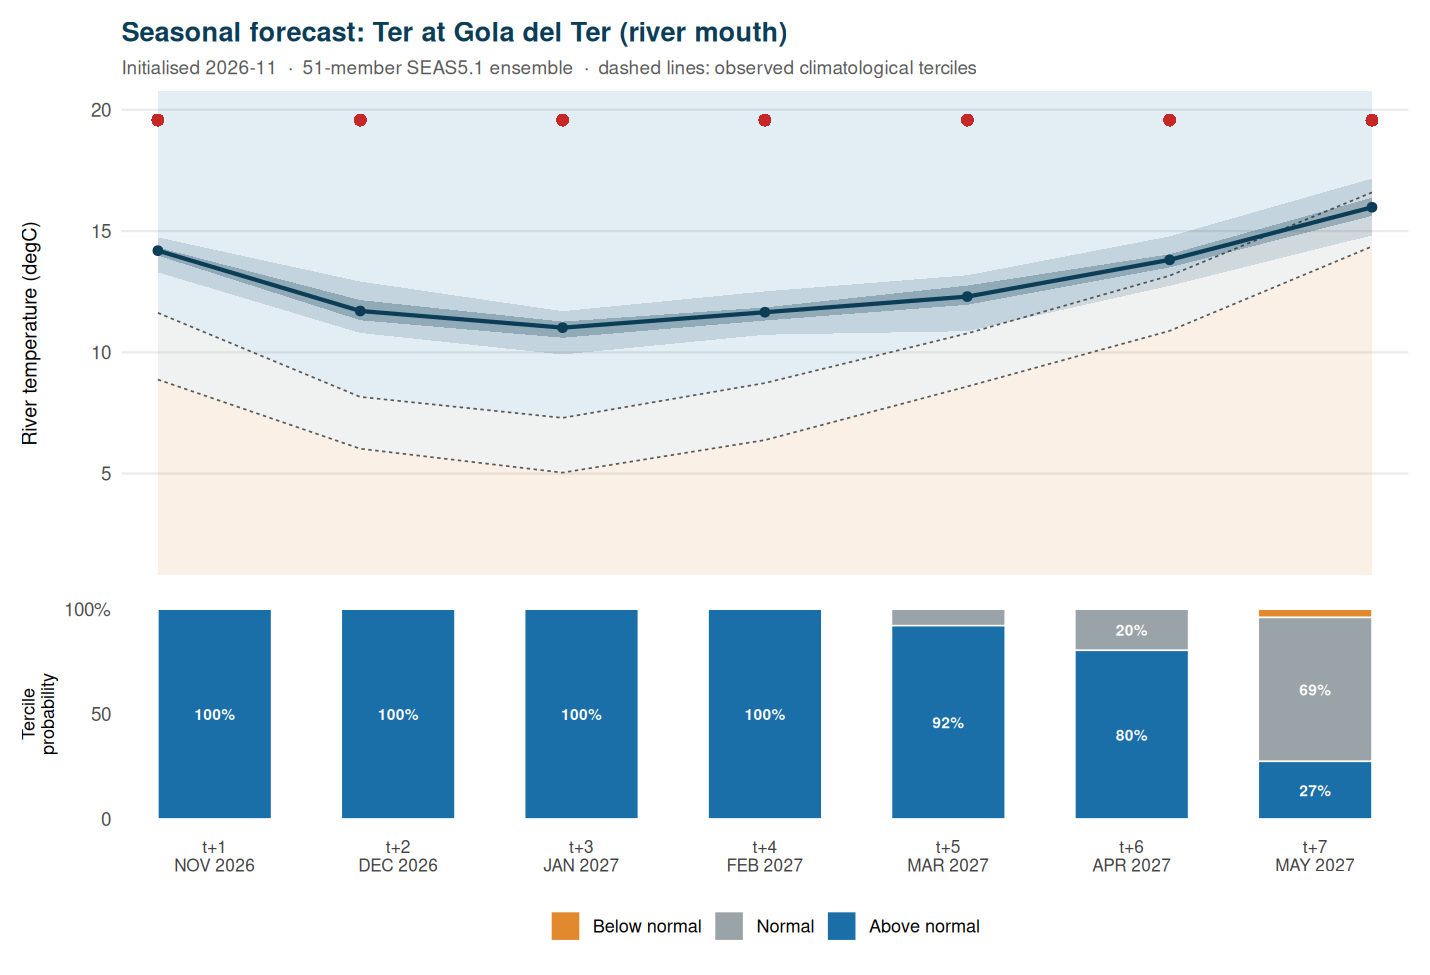 Seasonal forecast: Ter at Gola del Ter (river mouth)
Initialised 2026-11 · 51-member SEAS5.1 ensemble · dashed lines: observed climatological terciles
River temperature (degC)
20
15
10
5
Tercile
probability
100%
50
0
100%
100%
100%
100%
92%
20%
80%
69%
27%
t+1
NOV 2026
t+2
DEC 2026
t+3
JAN 2027
t+4
FEB 2027
t+5
MAR 2027
t+6
APR 2027
t+7
MAY 2027
Below normal
Normal
Above normal